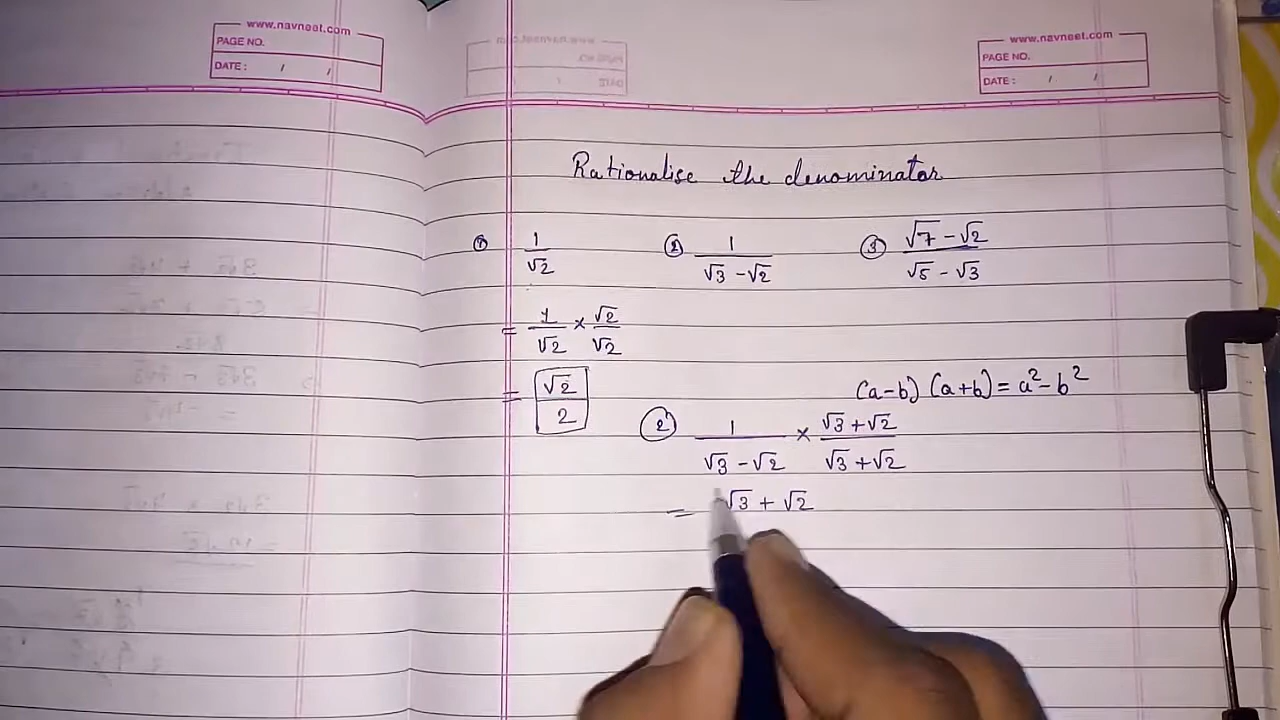 www.navneet.com
PAGE NO.
DATE : / /
www.navneet.com
PAGE NO.
DATE : / /
Rationalise the denominator
① 1/√2 ② 1/(√3 - √2) ③ (√7 - √2)/(√5 - √3)
= 1/√2 × √2/√2
= √2/2
(a-b) (a+b) = a² - b²
② 1/(√3 - √2) × (√3 + √2)/(√3 + √2)
= √3 + √2